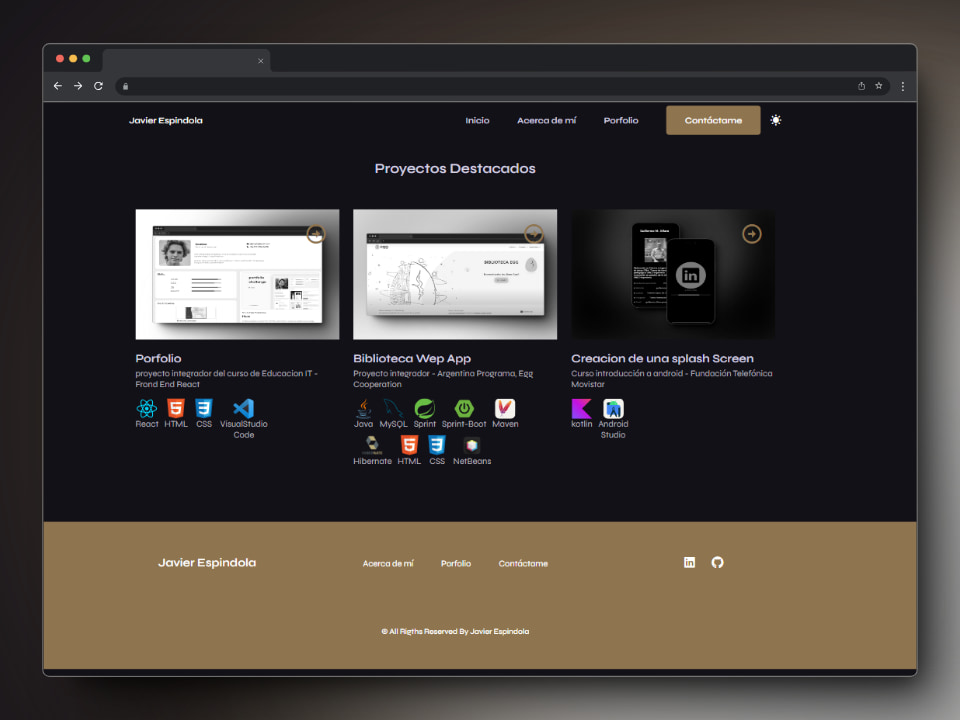 Javier Espindola
Inicio
Acerca de mí
Porfolio
Contáctame
Proyectos Destacados
BIBLIOTECA EGG
Porfolio
proyecto integrador del curso de Educacion IT -
Frond End React
React
HTML
CSS
VisualStudio
Code
Biblioteca Wep App
Proyecto integrador - Argentina Programa, Egg
Cooperation
Java
MySQL
Sprint
Sprint-Boot
Maven
Hibernate
HTML
CSS
NetBeans
in
Creacion de una splash Screen
Curso introducción a android - Fundación Telefónica
Movistar
kotlin
Android
Studio
Javier Espindola
Acerca de mí
Porfolio
Contáctame
© All Rigths Reserved By Javier Espindola